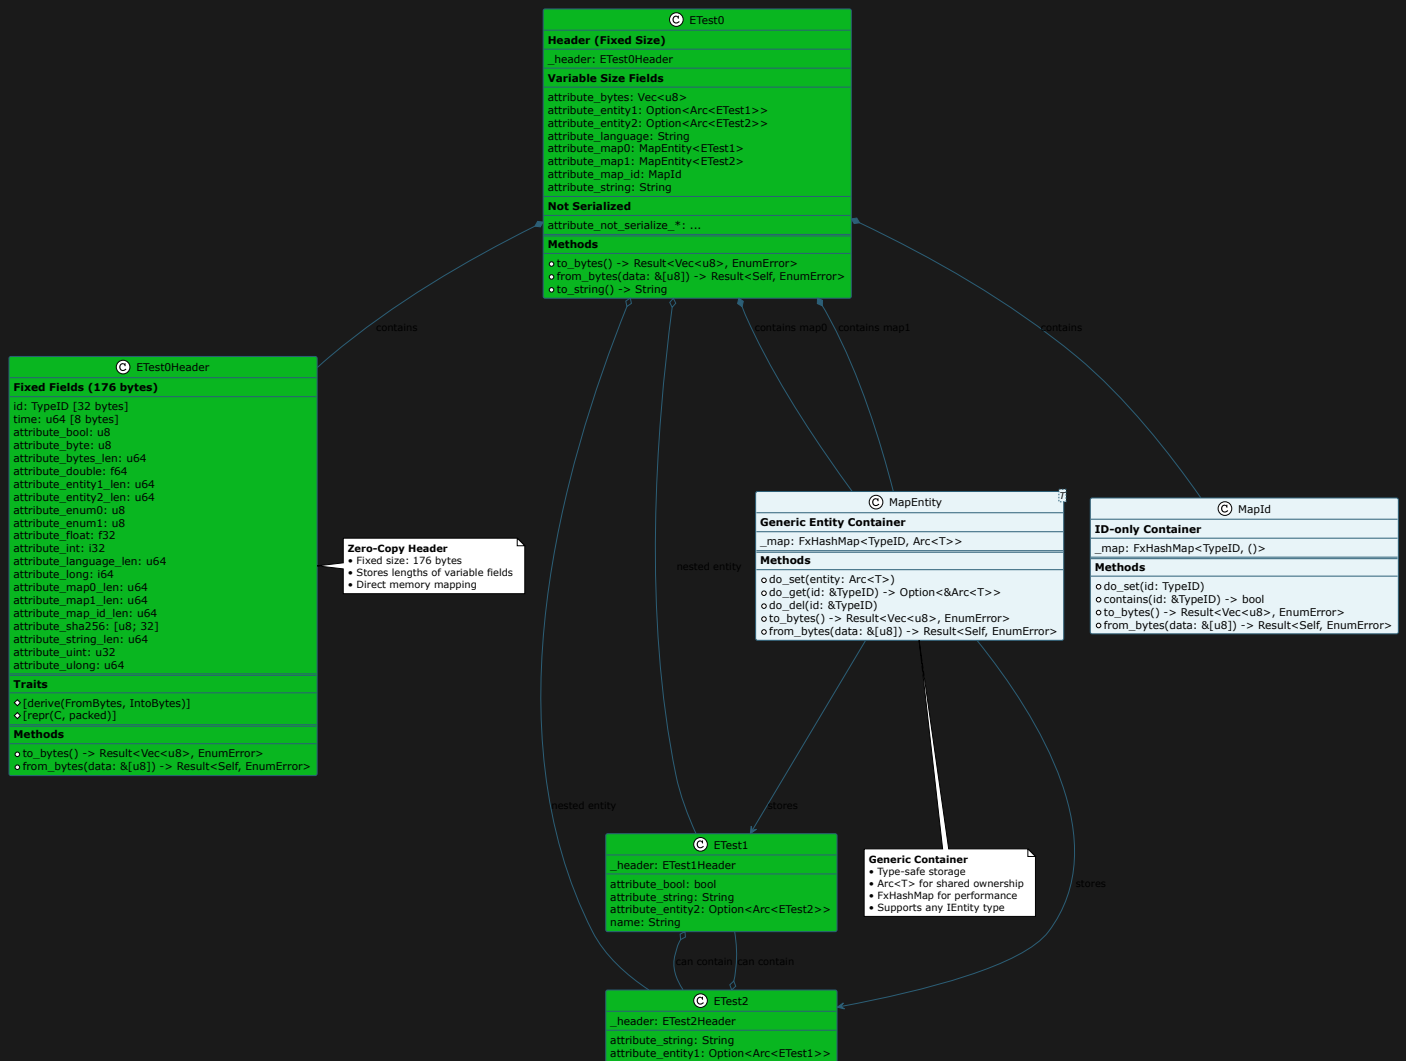 C ETest0
Header (Fixed Size)
_header: ETest0Header
Variable Size Fields
attribute_bytes: Vec<u8>
attribute_entity1: Option<Arc<ETest1>>
attribute_entity2: Option<Arc<ETest2>>
attribute_language: String
attribute_map0: MapEntity<ETest1>
attribute_map1: MapEntity<ETest2>
attribute_map_id: MapId
attribute_string: String
Not Serialized
attribute_not_serialize_*: ...
Methods
to_bytes() -> Result<Vec<u8>, EnumError>
from_bytes(data: &[u8]) -> Result<Self, EnumError>
to_string() -> String
contains
contains map0
contains map1
contains
C ETest0Header
Fixed Fields (176 bytes)
id: TypeID [32 bytes]
time: u64 [8 bytes]
attribute_bool: u8
attribute_byte: u8
attribute_bytes_len: u64
attribute_double: f64
attribute_entity1_len: u64
attribute_entity2_len: u64
attribute_enum0: u8
attribute_enum1: u8
attribute_float: f32
attribute_int: i32
attribute_language_len: u64
attribute_long: i64
attribute_map0_len: u64
attribute_map1_len: u64
attribute_map_id_len: u64
attribute_sha256: [u8; 32]
attribute_string_len: u64
attribute_uint: u32
attribute_ulong: u64
Traits
[derive(FromBytes, IntoBytes)]
[repr(C, packed)]
Methods
to_bytes() -> Result<Vec<u8>, EnumError>
from_bytes(data: &[u8]) -> Result<Self, EnumError>
Zero-Copy Header
• Fixed size: 176 bytes
• Stores lengths of variable fields
• Direct memory mapping
nested entity
C MapEntity
T
Generic Entity Container
_map: FxHashMap<TypeID, Arc<T>>
Methods
do_set(entity: Arc<T>)
do_get(id: &TypeID) -> Option<&Arc<T>>
do_del(id: &TypeID)
to_bytes() -> Result<Vec<u8>, EnumError>
from_bytes(data: &[u8]) -> Result<Self, EnumError>
C MapId
ID-only Container
_map: FxHashMap<TypeID, ()>
Methods
do_set(id: TypeID)
contains(id: &TypeID) -> bool
to_bytes() -> Result<Vec<u8>, EnumError>
from_bytes(data: &[u8]) -> Result<Self, EnumError>
nested entity
stores
C ETest1
_header: ETest1Header
attribute_bool: bool
attribute_string: String
attribute_entity2: Option<Arc<ETest2>>
name: String
Generic Container
• Type-safe storage
• Arc<T> for shared ownership
• FxHashMap for performance
• Supports any IEntity type
stores
can contain
can contain
C ETest2
_header: ETest2Header
attribute_string: String
attribute_entity1: Option<Arc<ETest1>>